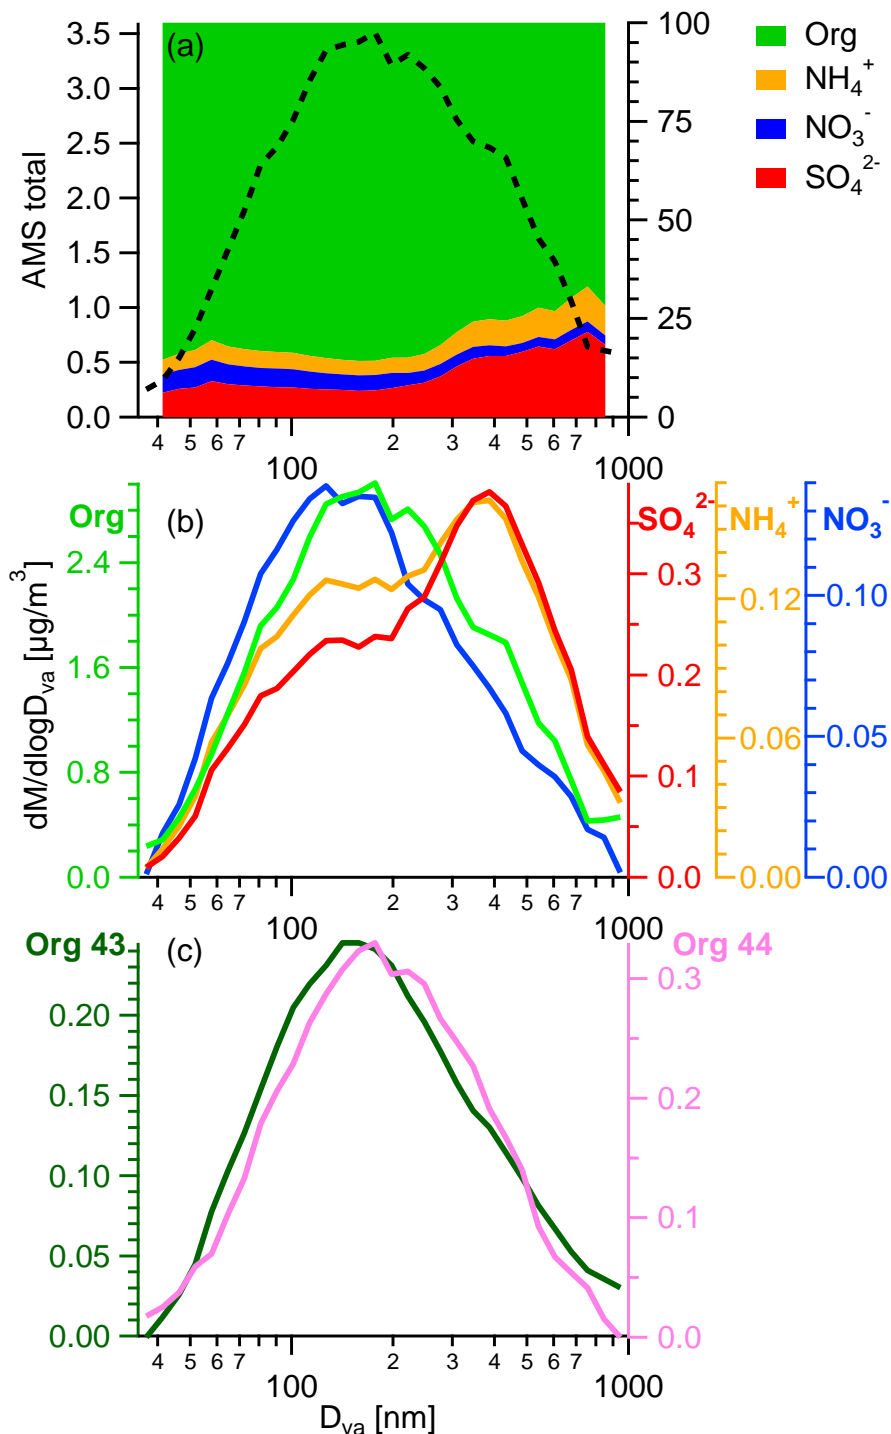 (a)
AMS total
3.5
3.0
2.5
2.0
1.5
1.0
0.5
0.0
100
75
50
25
0
Org
NH₄⁺
NO₃⁻
SO₄²⁻
4 5 6 7 2 3 4 5 6 7
100 1000
(b)
dM/dlogDva [µg/m³]
Org
2.4
1.6
0.8
0.0
SO₄²⁻
0.3
0.2
0.1
0.0
NH₄⁺
0.12
0.06
0.00
NO₃⁻
0.10
0.05
0.00
4 5 6 7 2 3 4 5 6 7
100 1000
(c)
Org 43
0.20
0.15
0.10
0.05
0.00
Org 44
0.3
0.2
0.1
0.0
4 5 6 7 2 3 4 5 6 7
100 1000
Dva [nm]